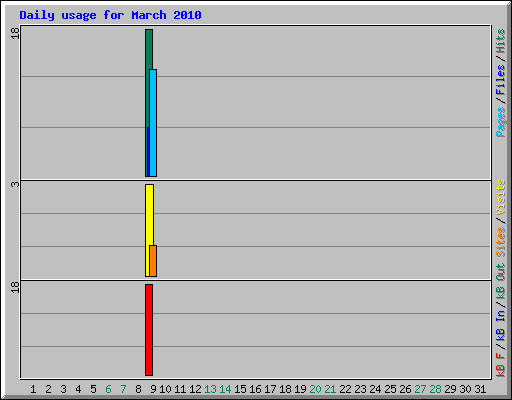 Daily usage for March 2010
18
3
18
Pages / Files / Hits
Sites / Visits
kB F / kB In / kB Out
1 2 3 4 5 6 7 8 9 10 11 12 13 14 15 16 17 18 19 20 21 22 23 24 25 26 27 28 29 30 31